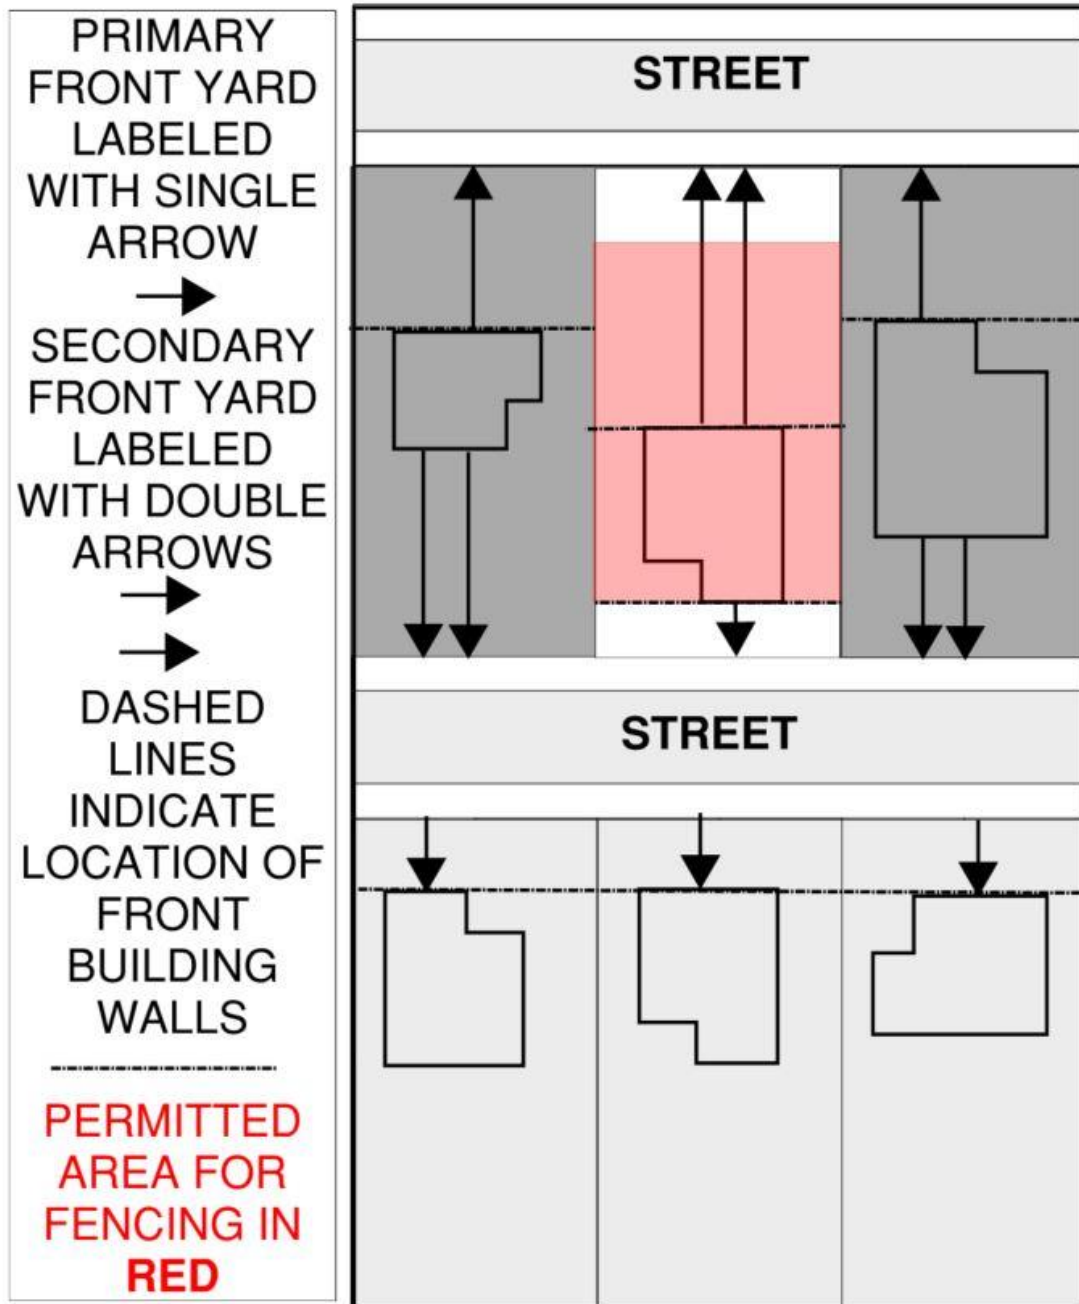 PRIMARY
FRONT YARD
LABELED
WITH SINGLE
ARROW
SECONDARY
FRONT YARD
LABELED
WITH DOUBLE
ARROWS
DASHED
LINES
INDICATE
LOCATION OF
FRONT
BUILDING
WALLS
PERMITTED
AREA FOR
FENCING IN
RED
STREET
STREET